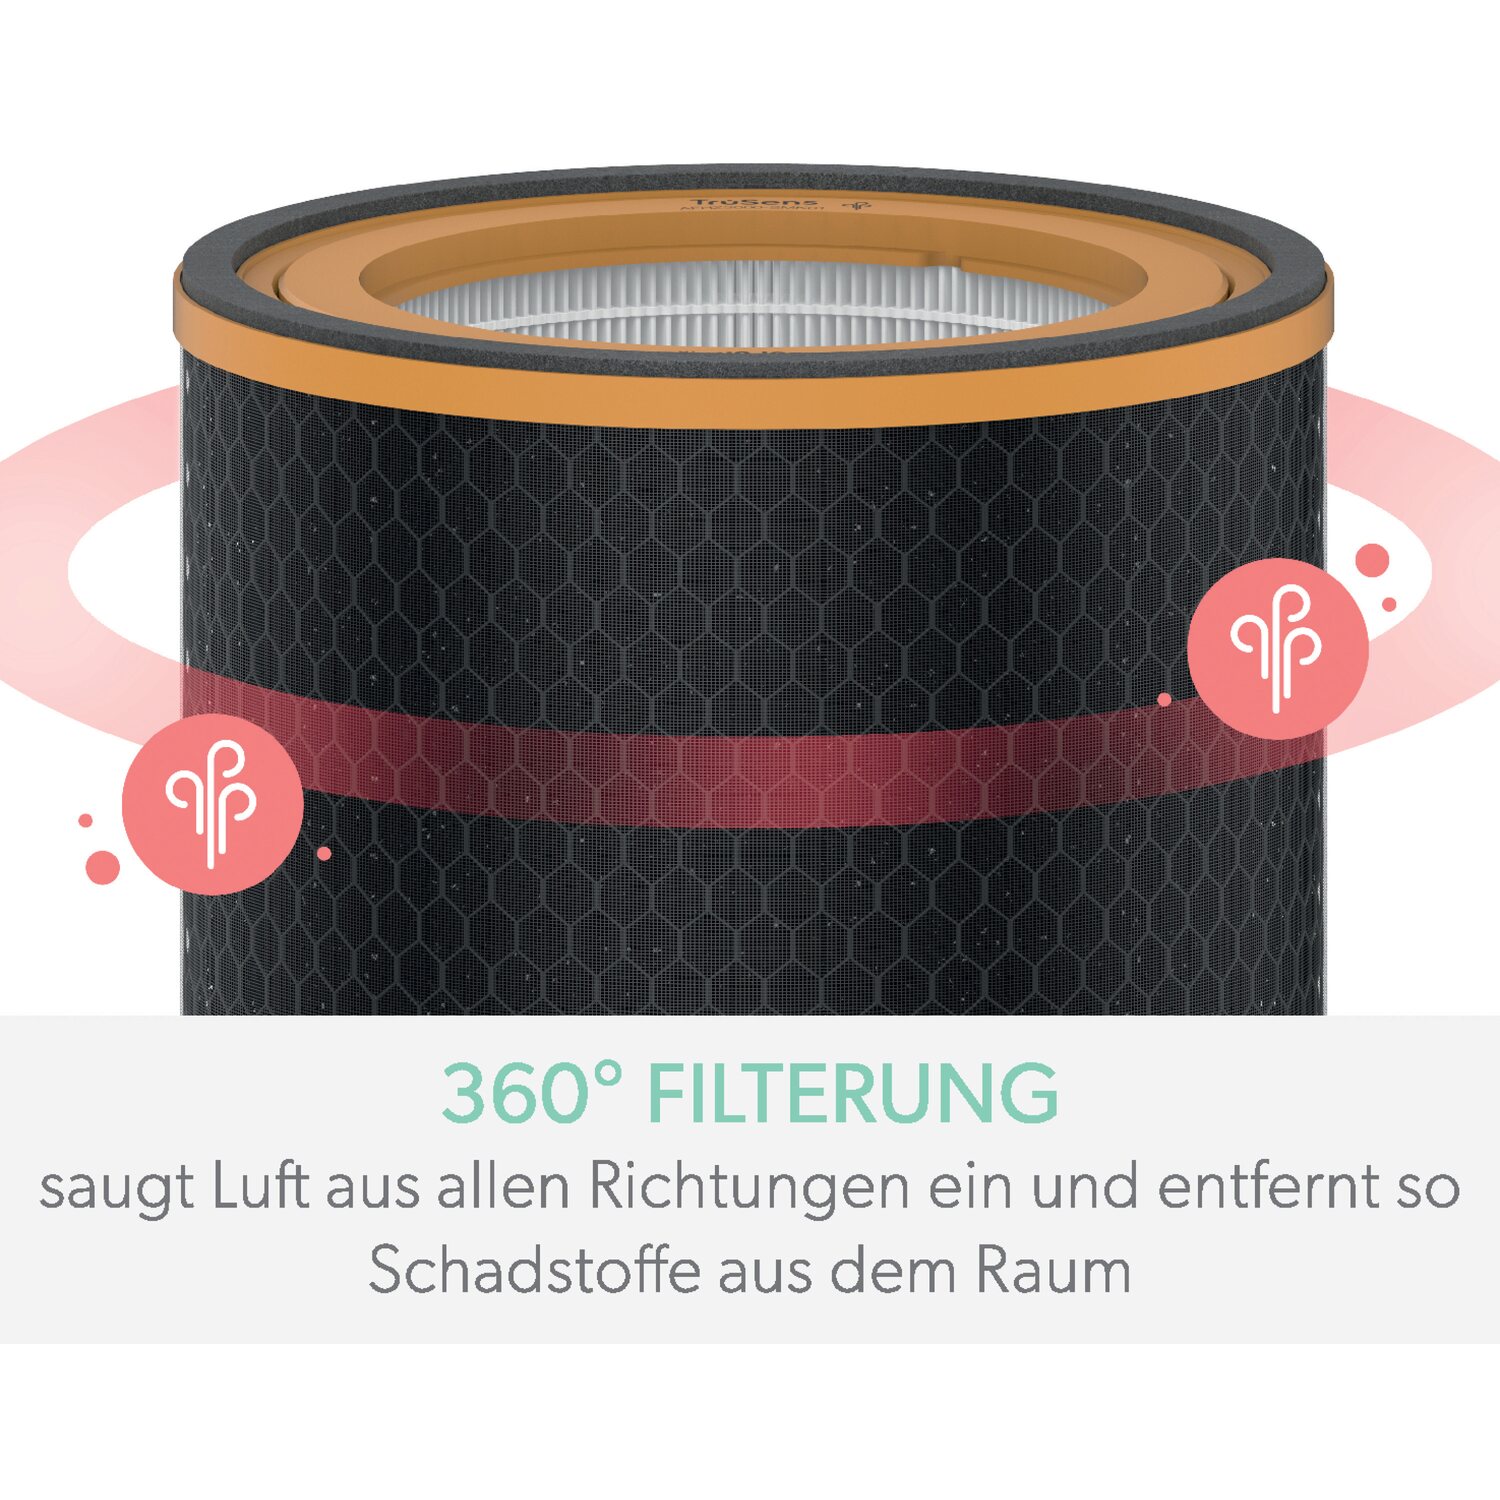 TruSens
360° FILTERUNG
saugt Luft aus allen Richtungen ein und entfernt so
Schadstoffe aus dem Raum